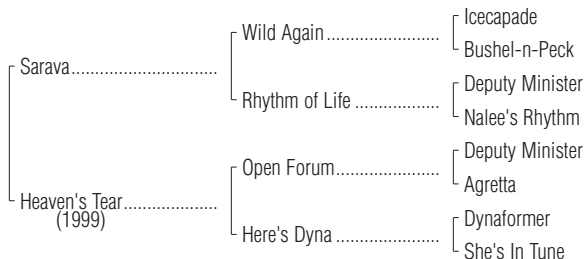 Icecapade
Wild Again
Bushel-n-Peck
Sarava
Deputy Minister
Rhythm of Life
Nalee's Rhythm
Deputy Minister
Open Forum
Agretta
Heaven's Tear
(1999)
Dynaformer
Here's Dyna
She's In Tune